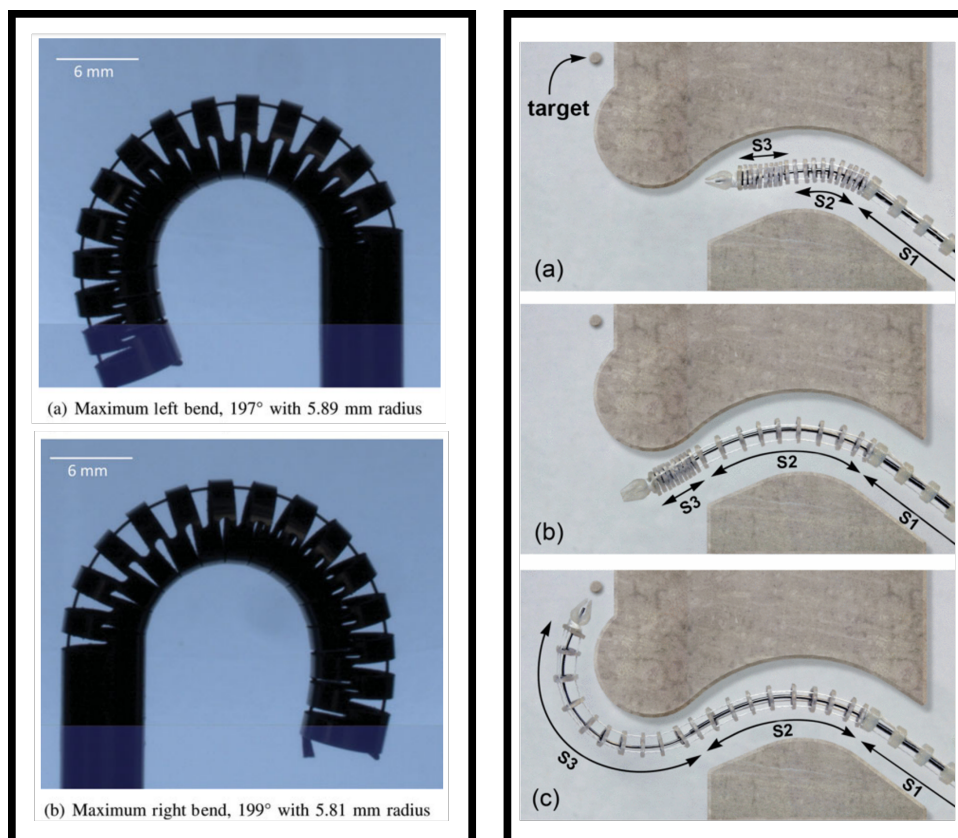 6 mm
(a) Maximum left bend, 197° with 5.89 mm radius
6 mm
(b) Maximum right bend, 199° with 5.81 mm radius
target
S3
S2
S1
(a)
S2
S3
S1
(b)
S2
S3
S1
(c)